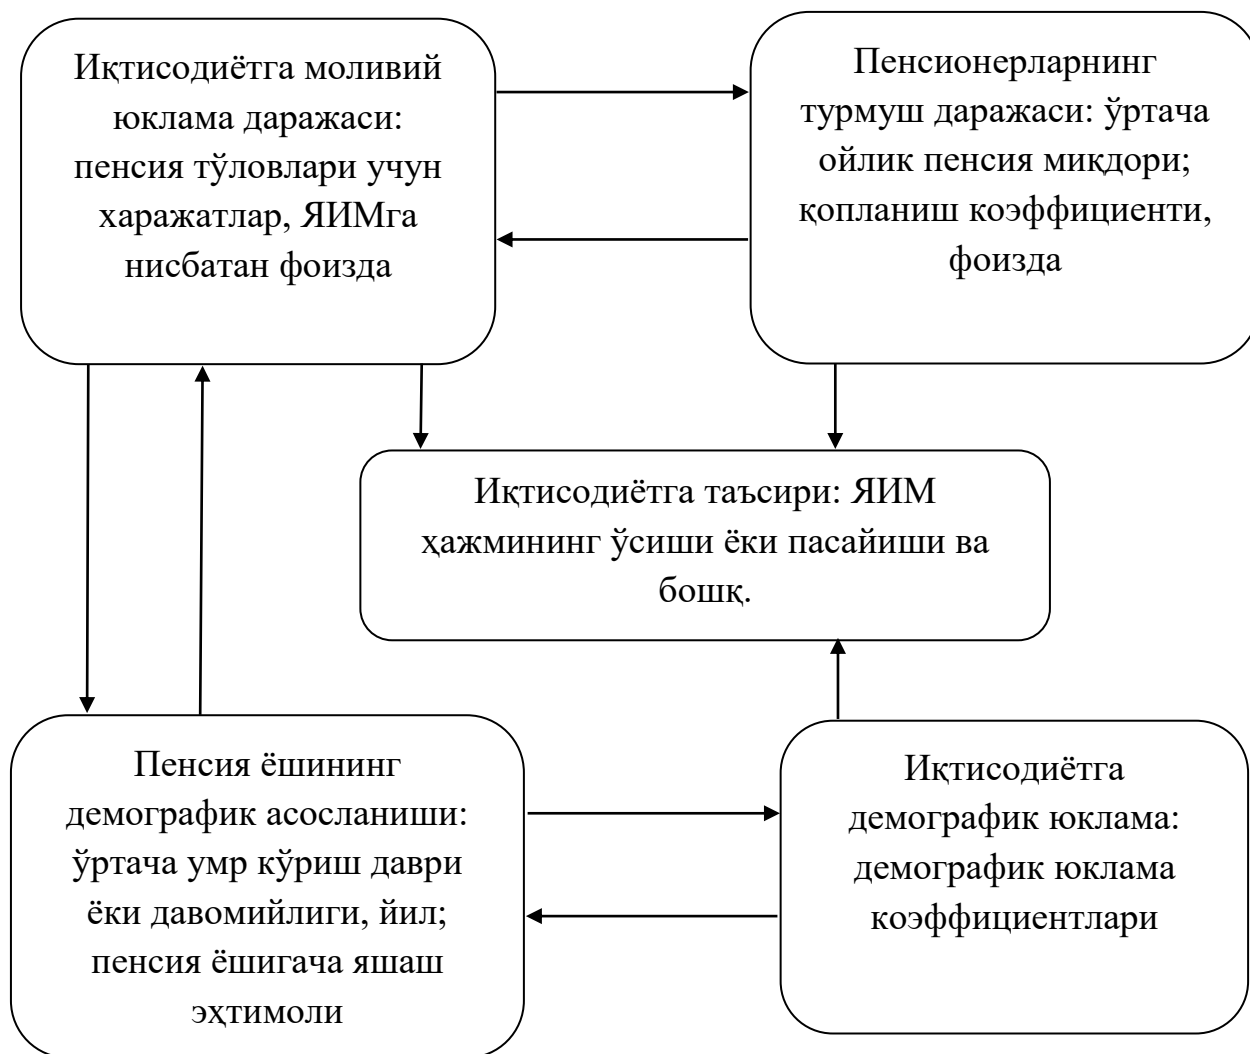 Иқтисодиётга моливий
юклама даражаси:
пенсия тўловлари учун
харажатлар, ЯИМга
нисбатан фоизда
Пенсионерларнинг
турмуш даражаси: ўртача
ойлик пенсия миқдори;
қопланиш коэффициенти,
фоизда
Иқтисодиётга таъсири: ЯИМ
ҳажмининг ўсиши ёки пасайиши ва
бошқ.
Пенсия ёшининг
демографик асосланиши:
ўртача умр кўриш даври
ёки давомийлиги, йил;
пенсия ёшигача яшаш
эҳтимоли
Иқтисодиётга
демографик юклама:
демографик юклама
коэффициентлари